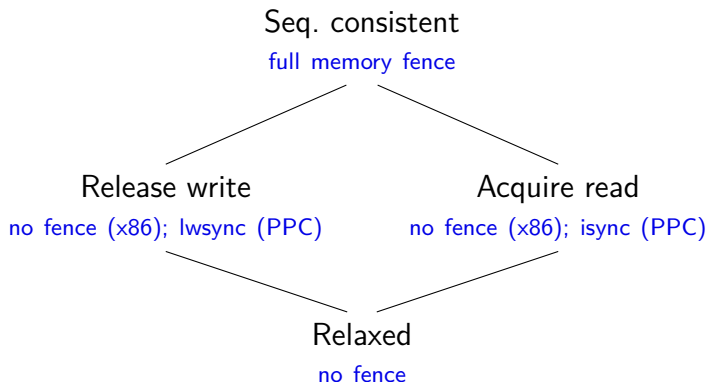 Seq. consistent
full memory fence
Release write
no fence (x86); lwsync (PPC)
Acquire read
no fence (x86); isync (PPC)
Relaxed
no fence